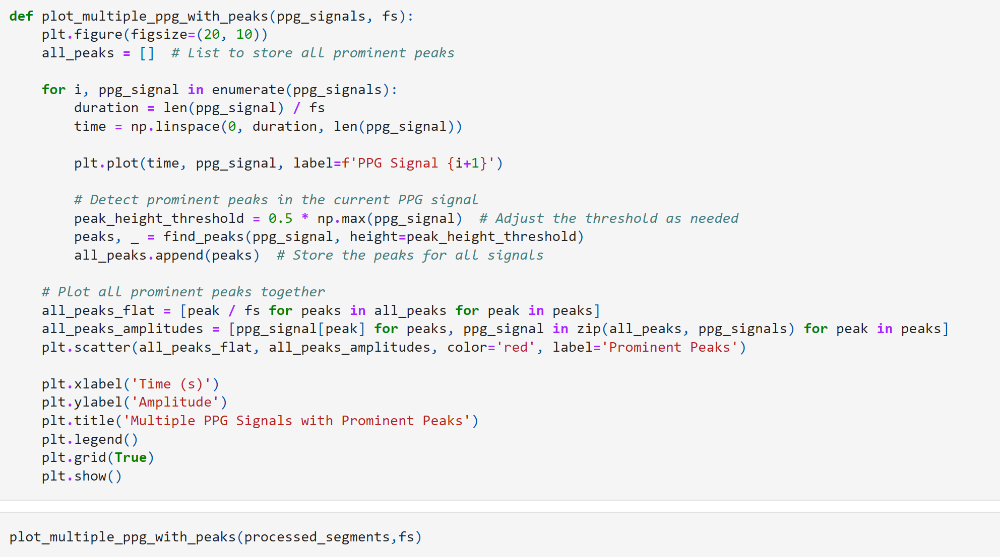 def plot_multiple_ppg_with_peaks(ppg_signals, fs):
    plt.figure(figsize=(20, 10))
    all_peaks = []  # List to store all prominent peaks

    for i, ppg_signal in enumerate(ppg_signals):
        duration = len(ppg_signal) / fs
        time = np.linspace(0, duration, len(ppg_signal))

        plt.plot(time, ppg_signal, label=f'PPG Signal {i+1}')

        # Detect prominent peaks in the current PPG signal
        peak_height_threshold = 0.5 * np.max(ppg_signal)  # Adjust the threshold as needed
        peaks, _ = find_peaks(ppg_signal, height=peak_height_threshold)
        all_peaks.append(peaks)  # Store the peaks for all signals

    # Plot all prominent peaks together
    all_peaks_flat = [peak / fs for peaks in all_peaks for peak in peaks]
    all_peaks_amplitudes = [ppg_signal[peak] for peaks, ppg_signal in zip(all_peaks, ppg_signals) for peak in peaks]
    plt.scatter(all_peaks_flat, all_peaks_amplitudes, color='red', label='Prominent Peaks')

    plt.xlabel('Time (s)')
    plt.ylabel('Amplitude')
    plt.title('Multiple PPG Signals with Prominent Peaks')
    plt.legend()
    plt.grid(True)
    plt.show()

plot_multiple_ppg_with_peaks(processed_segments,fs)